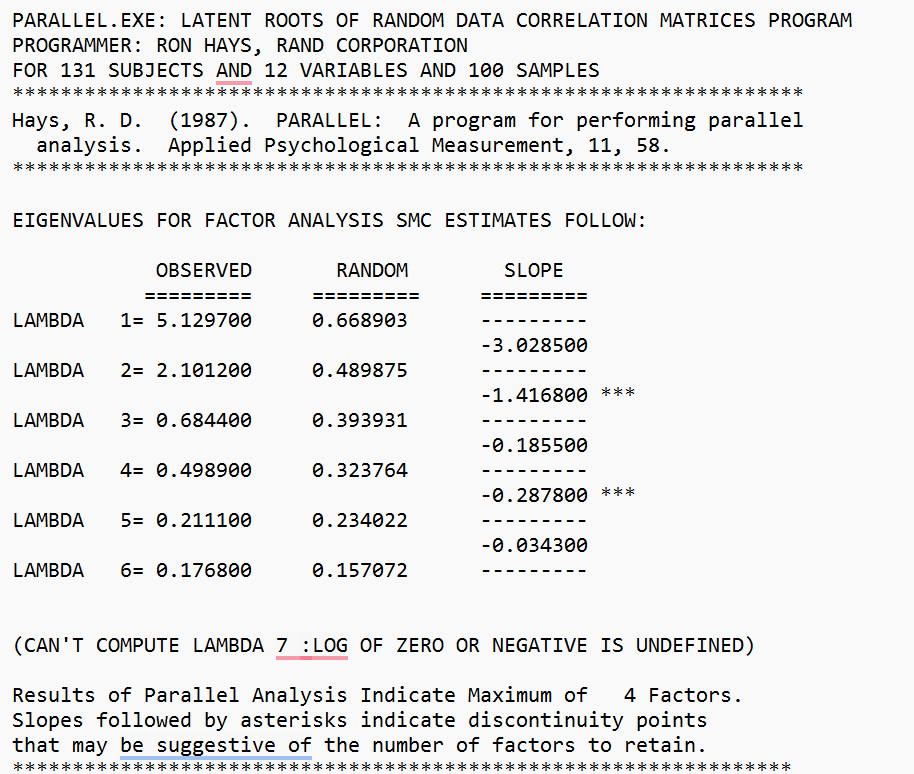 PARALLEL.EXE: LATENT ROOTS OF RANDOM DATA CORRELATION MATRICES PROGRAM
PROGRAMMER: RON HAYS, RAND CORPORATION
FOR 131 SUBJECTS AND 12 VARIABLES AND 100 SAMPLES
******************************************************************
Hays, R. D.  (1987).  PARALLEL:  A program for performing parallel
  analysis.  Applied Psychological Measurement, 11, 58.
******************************************************************
EIGENVALUES FOR FACTOR ANALYSIS SMC ESTIMATES FOLLOW:
            OBSERVED       RANDOM        SLOPE
           =========     =========     =========
LAMBDA   1= 5.129700     0.668903      ---------
                                       -3.028500
LAMBDA   2= 2.101200     0.489875      ---------
                                       -1.416800 ***
LAMBDA   3= 0.684400     0.393931      ---------
                                       -0.185500
LAMBDA   4= 0.498900     0.323764      ---------
                                       -0.287800 ***
LAMBDA   5= 0.211100     0.234022      ---------
                                       -0.034300
LAMBDA   6= 0.176800     0.157072      ---------
(CAN'T COMPUTE LAMBDA 7 :LOG OF ZERO OR NEGATIVE IS UNDEFINED)
Results of Parallel Analysis Indicate Maximum of   4 Factors.
Slopes followed by asterisks indicate discontinuity points
that may be suggestive of the number of factors to retain.
*****************************************************************